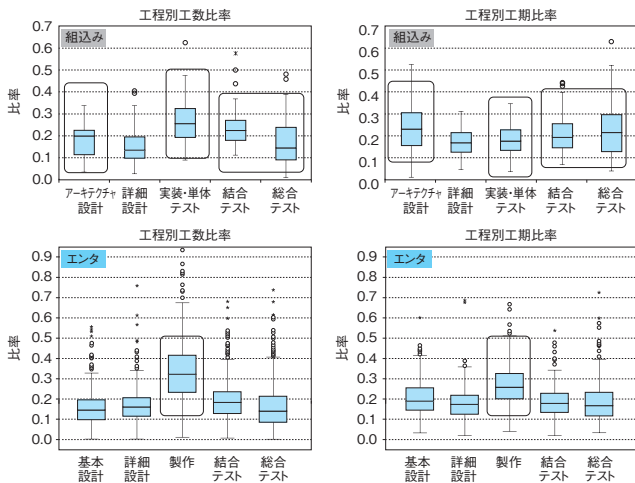 工程別工数比率
組込み
比率
0.7
0.6
0.5
0.4
0.3
0.2
0.1
0.0
アーキテクチャ
設計
詳細
設計
実装・単体
テスト
結合
テスト
総合
テスト
工程別工期比率
組込み
比率
0.7
0.6
0.5
0.4
0.3
0.2
0.1
0.0
アーキテクチャ
設計
詳細
設計
実装・単体
テスト
結合
テスト
総合
テスト
工程別工数比率
エンタ
比率
0.9
0.8
0.7
0.6
0.5
0.4
0.3
0.2
0.1
0.0
基本
設計
詳細
設計
製作
結合
テスト
総合
テスト
工程別工期比率
エンタ
比率
0.9
0.8
0.7
0.6
0.5
0.4
0.3
0.2
0.1
0.0
基本
設計
詳細
設計
製作
結合
テスト
総合
テスト